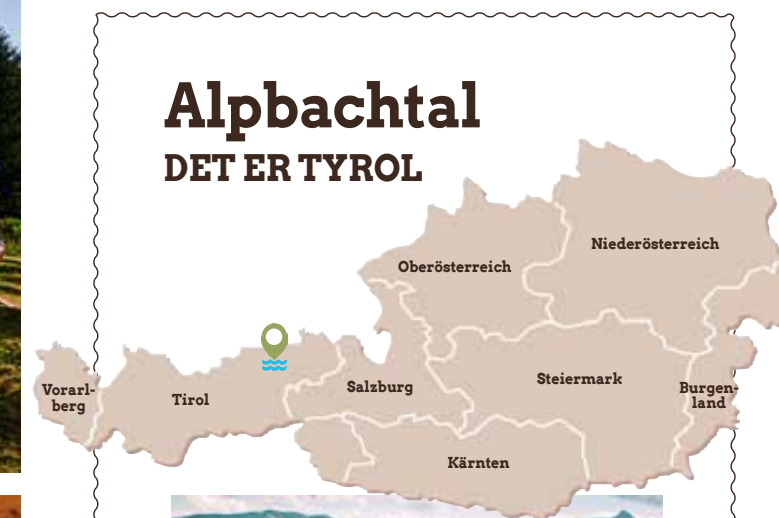 Alpbachtal
DET ER TYROL
Niederösterreich
Oberösterreich
Steiermark
Salzburg
Burgen-
land
Vorarl-
berg
Tirol
Kärnten